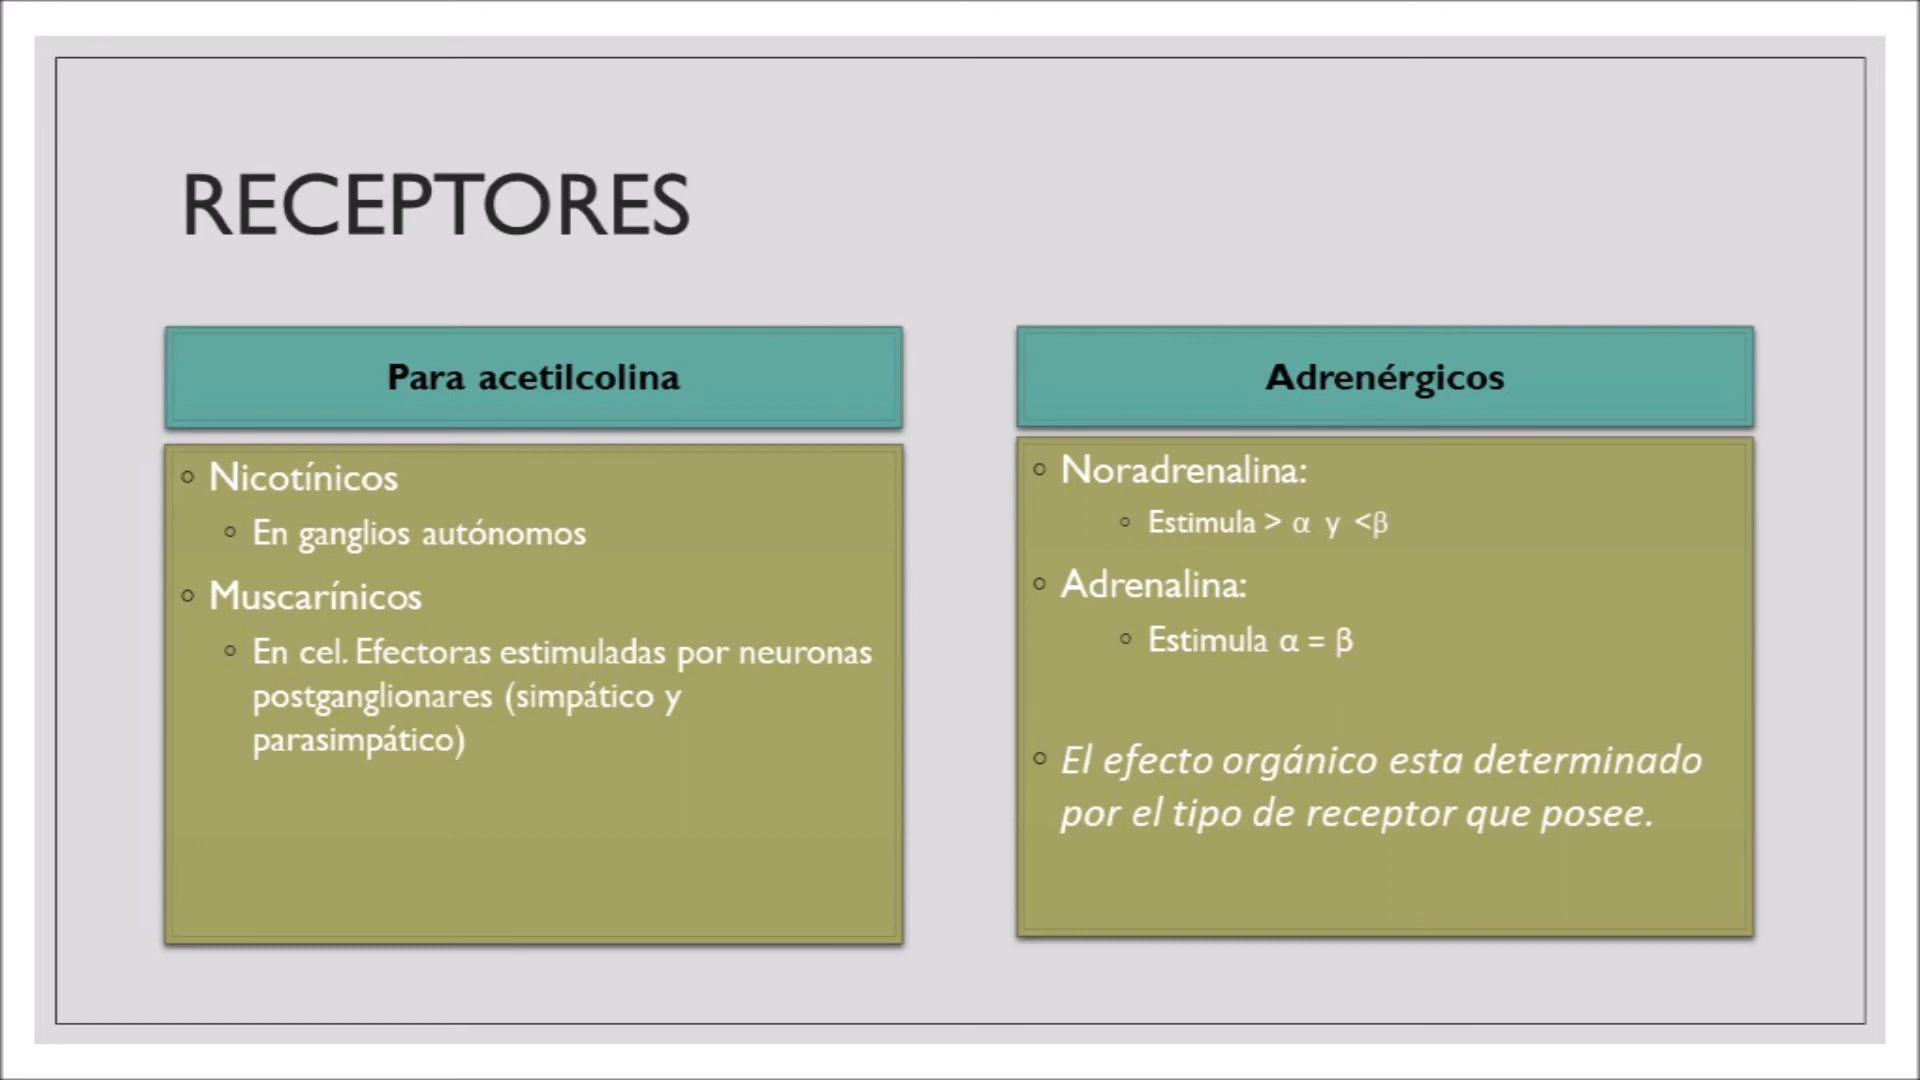 RECEPTORES
Para acetilcolina
Nicotínicos
En ganglios autónomos
Muscarínicos
En cel. Efectoras estimuladas por neuronas
postganglionares (simpático y
parasimpático)
Adrenérgicos
Noradrenalina:
Estimula > α y <β
Adrenalina:
Estimula α = β
El efecto orgánico esta determinado
por el tipo de receptor que posee.